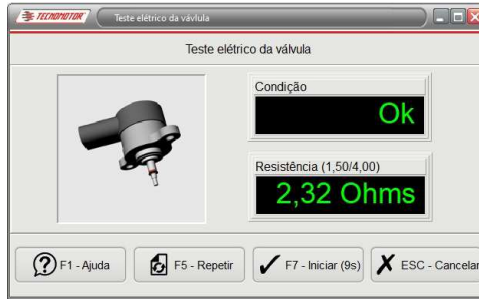 TECNOMOTOR Teste elétrico da vávlula
Teste elétrico da válvula
Condição
Ok
Resistência (1,50/4,00)
2,32 Ohms
F1 - Ajuda F5 - Repetir F7 - Iniciar (9s) ESC - Cancelar